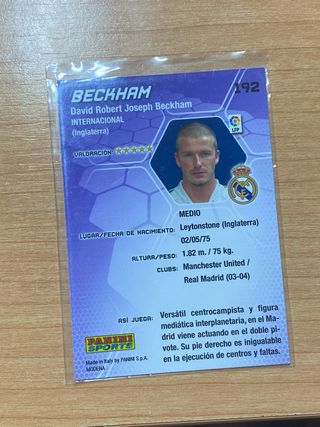 BECKHAM
192
David Robert Joseph Beckham
INTERNACIONAL
(Inglaterra)
VALORACIÓN:
LFP
MEDIO
LUGAR/FECHA DE NACIMIENTO: Leytonstone (Inglaterra)
02/05/75
ALTURA/PESO: 1.82 m. / 75 kg.
CLUBS: Manchester United /
Real Madrid (03-04)
ASÍ JUEGA: Versátil centrocampista y figura
mediática interplanetaria, en el Ma-
drid viene actuando en el doble pi-
vote. Su pie derecho es inigualable
en la ejecución de centros y faltas.
PANINI
SPORTS
Made in Italy by PANINI S.p.A.
MODENA